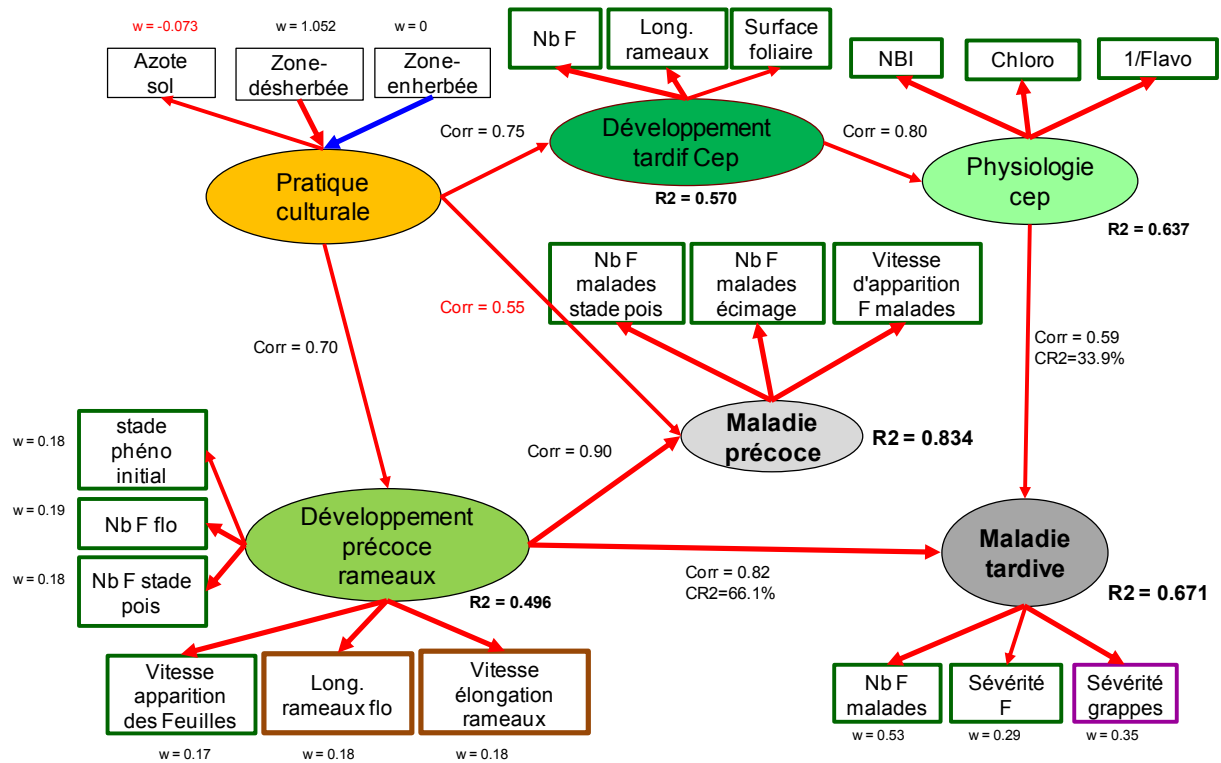 w = -0.073
w = 1.052
w = 0
Azote
sol
Zone-
désherbée
Zone-
enherbée
Nb F
Long.
rameaux
Surface
foliaire
NBI
Chloro
1/Flavo
Corr = 0.75
Développement
tardif Cep
R2 = 0.570
Corr = 0.80
Physiologie
cep
R2 = 0.637
Pratique
culturale
Nb F
malades
stade pois
Nb F
malades
écimage
Vitesse
d'apparition
F malades
Corr = 0.55
Corr = 0.70
Corr = 0.59
CR2=33.9%
Maladie
précoce
R2 = 0.834
Corr = 0.90
w = 0.18
stade
phéno
initial
w = 0.19
Nb F flo
w = 0.18
Nb F stade
pois
Développement
précoce
rameaux
R2 = 0.496
Corr = 0.82
CR2=66.1%
Maladie
tardive
R2 = 0.671
Vitesse
apparition
des Feuilles
Long.
rameaux flo
Vitesse
élongation
rameaux
w = 0.17
w = 0.18
w = 0.18
Nb F
malades
Sévérité
F
Sévérité
grappes
w = 0.53
w = 0.29
w = 0.35